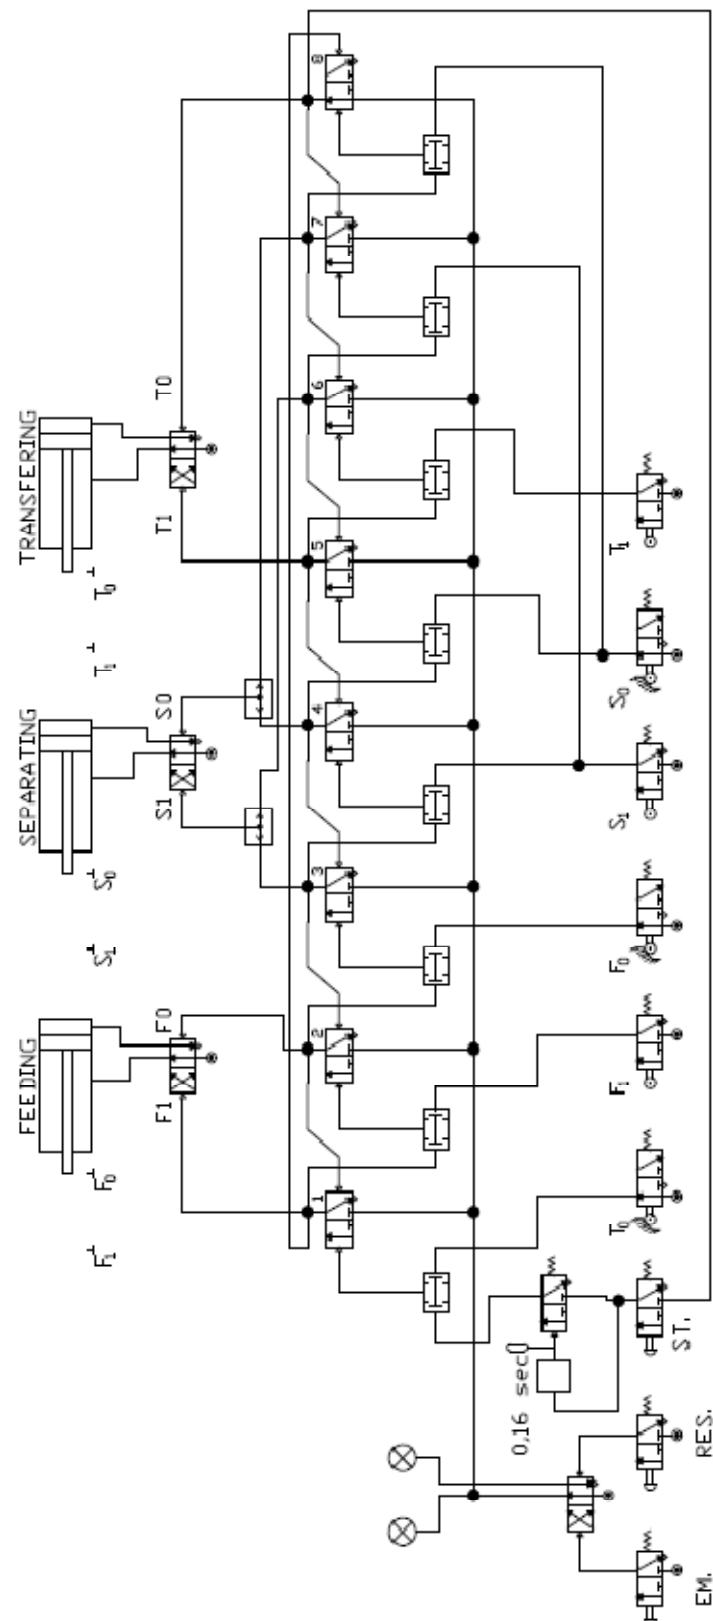 FEEDING
SEPARATING
TRANSFERING
F0
F1
S0
S1
T0
T1
F1
F0
S1
S0
T1
T0
1
2
3
4
5
6
7
8
0,16 sec
EM.
RES.
ST.
T0
F1
F0
S1
S0
T1